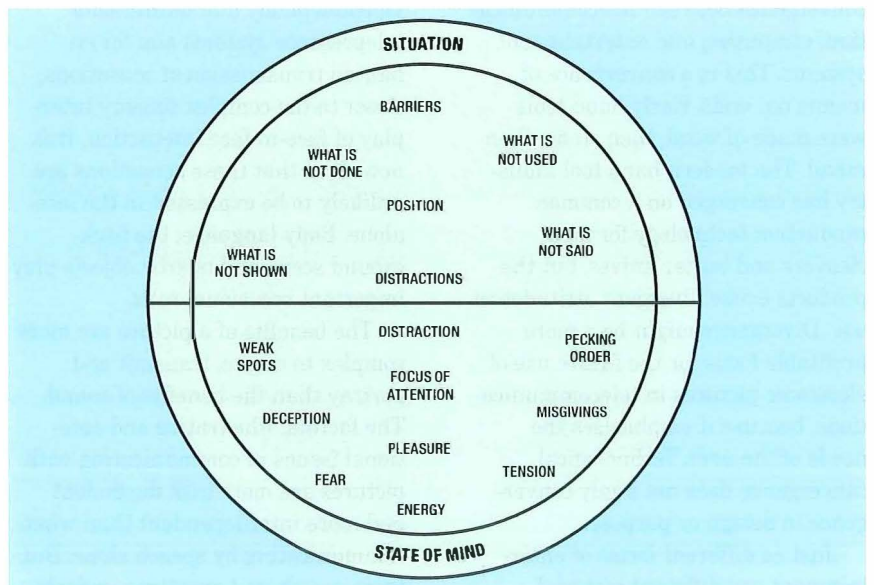 SITUATION
BARRIERS
WHAT IS
NOT DONE
WHAT IS
NOT USED
POSITION
WHAT IS
NOT SAID
WHAT IS
NOT SHOWN
DISTRACTIONS
DISTRACTION
WEAK
SPOTS
PECKING
ORDER
FOCUS OF
ATTENTION
DECEPTION
MISGIVINGS
PLEASURE
FEAR
TENSION
ENERGY
STATE OF MIND